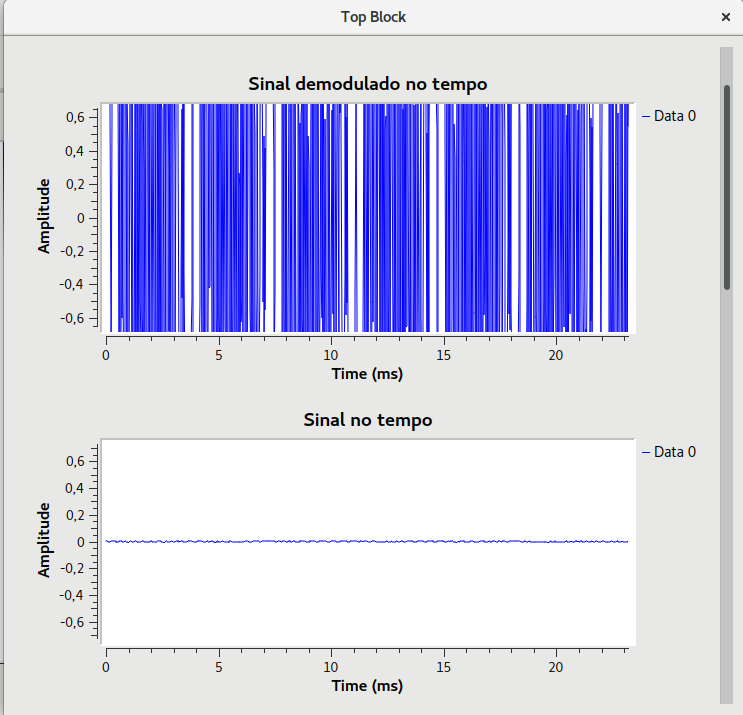 Top Block
×
Sinal demodulado no tempo
Data 0
Amplitude
0,6
0,4
0,2
0
-0,2
-0,4
-0,6
0 5 10 15 20
Time (ms)
Sinal no tempo
Data 0
Amplitude
0,6
0,4
0,2
0
-0,2
-0,4
-0,6
0 5 10 15 20
Time (ms)